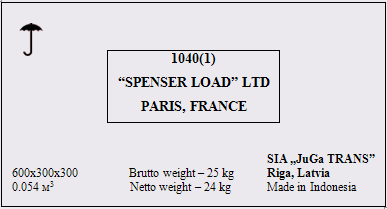 1040(1)
“SPENSER LOAD” LTD
PARIS, FRANCE
SIA „JuGa TRANS”
600x300x300 Brutto weight – 25 kg Riga, Latvia
0.054 м³ Netto weight – 24 kg Made in Indonesia